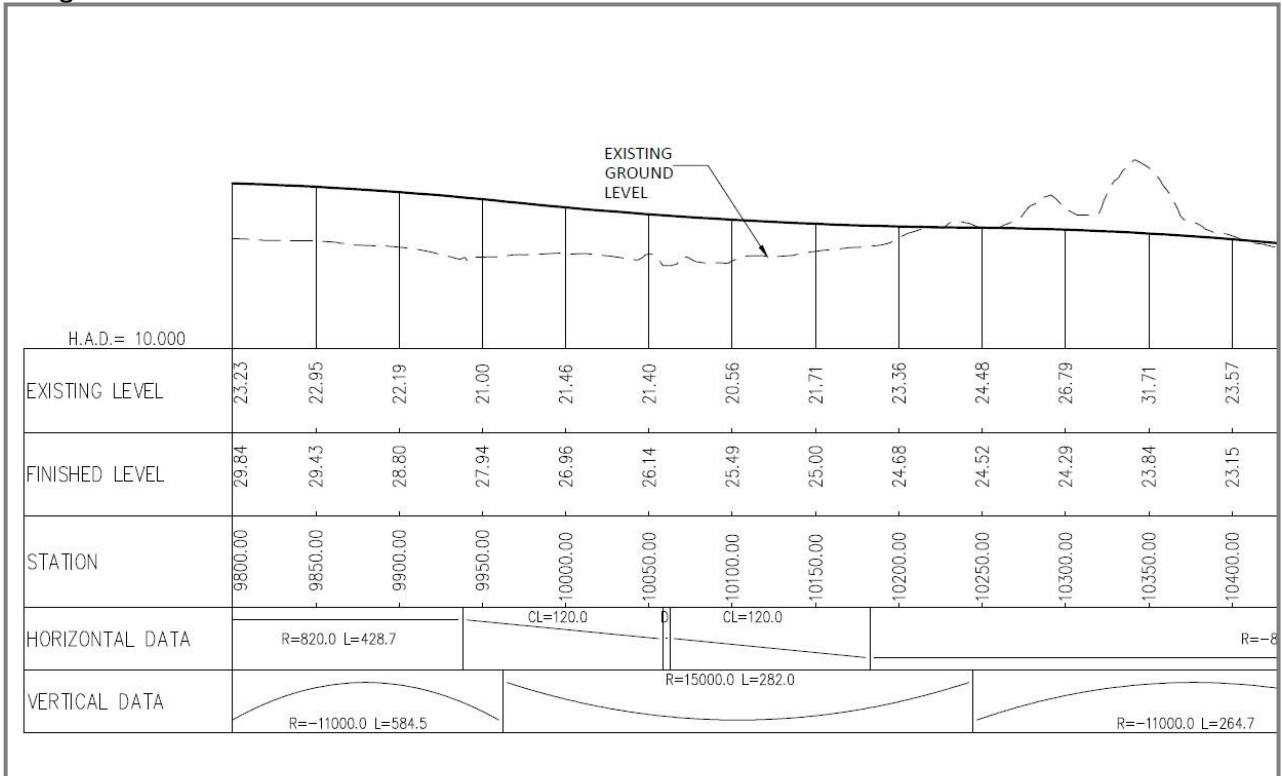 EXISTING
GROUND
LEVEL
H.A.D.= 10.000
EXISTING LEVEL 23.23 22.95 22.19 21.00 21.46 21.40 20.56 21.71 23.36 24.48 26.79 31.71 23.57
FINISHED LEVEL 29.84 29.43 28.80 27.94 26.96 26.14 25.49 25.00 24.68 24.52 24.29 23.84 23.15
STATION 9800.00 9850.00 9900.00 9950.00 10000.00 10050.00 10100.00 10150.00 10200.00 10250.00 10300.00 10350.00 10400.00
HORIZONTAL DATA R=820.0 L=428.7 CL=120.0 CL=120.0 R=-8
VERTICAL DATA R=-11000.0 L=584.5 R=15000.0 L=282.0 R=-11000.0 L=264.7